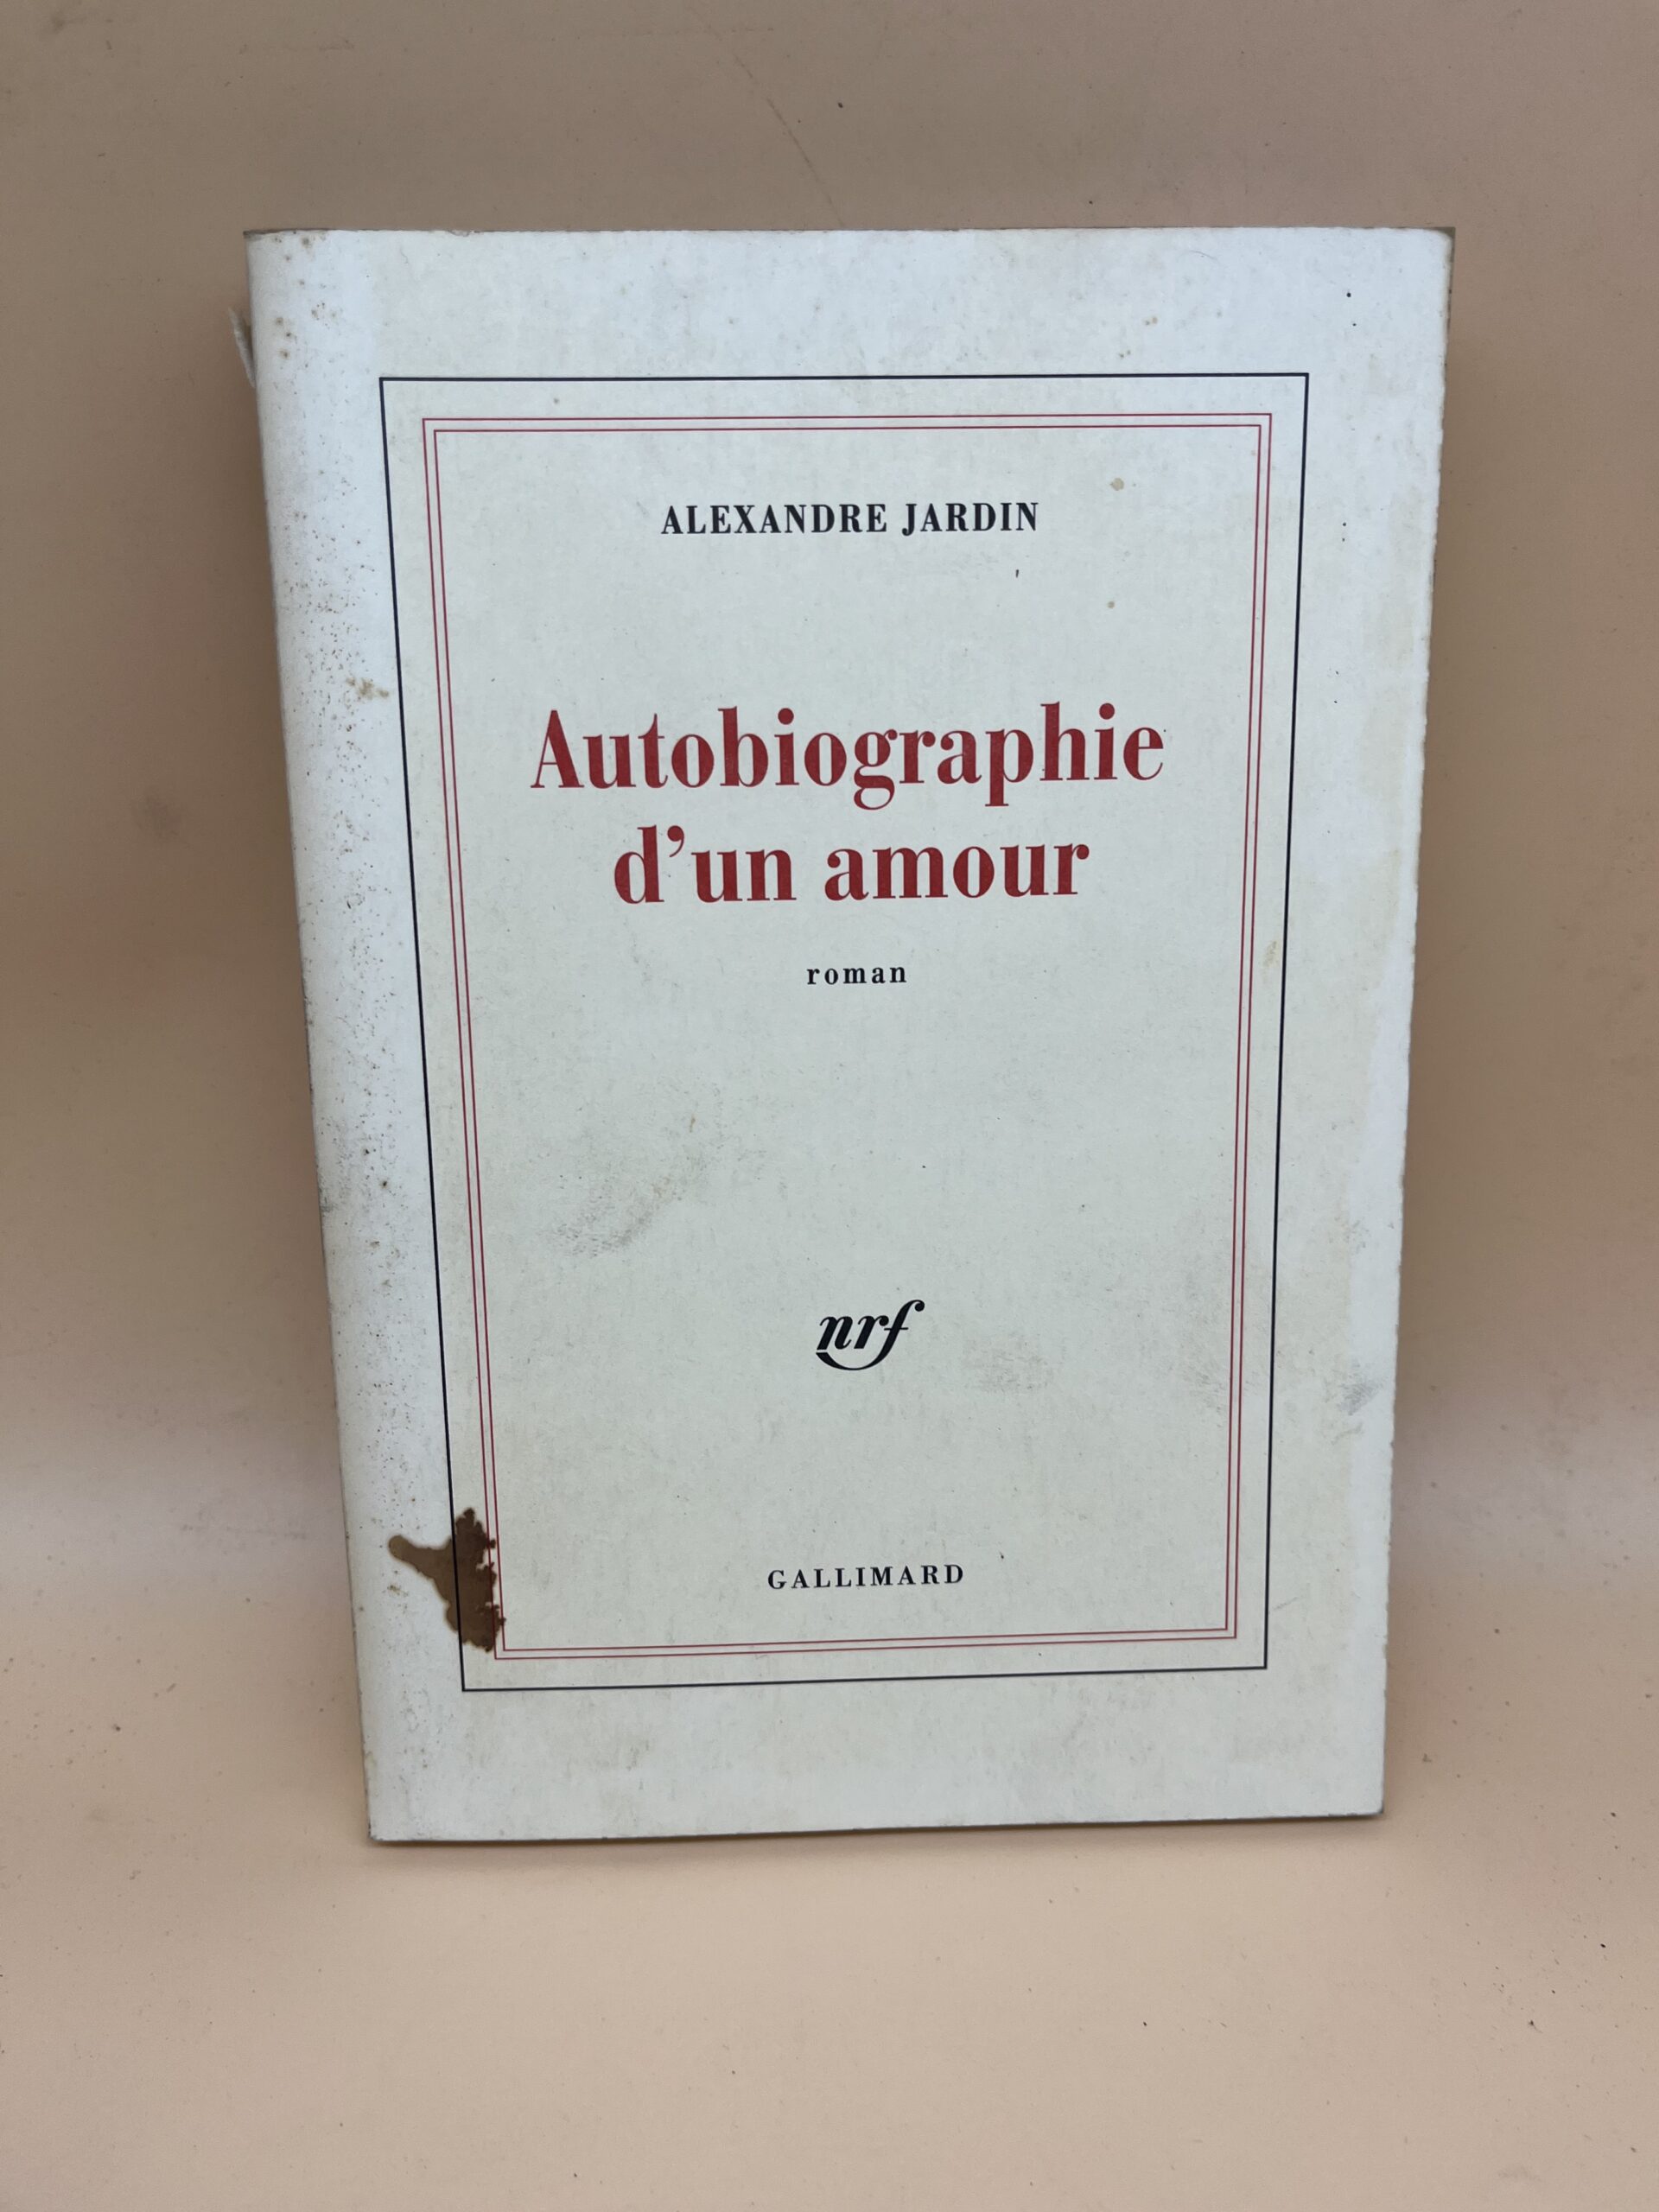 ALEXANDRE JARDIN
Autobiographie
d’un amour
roman
nrf
GALLIMARD